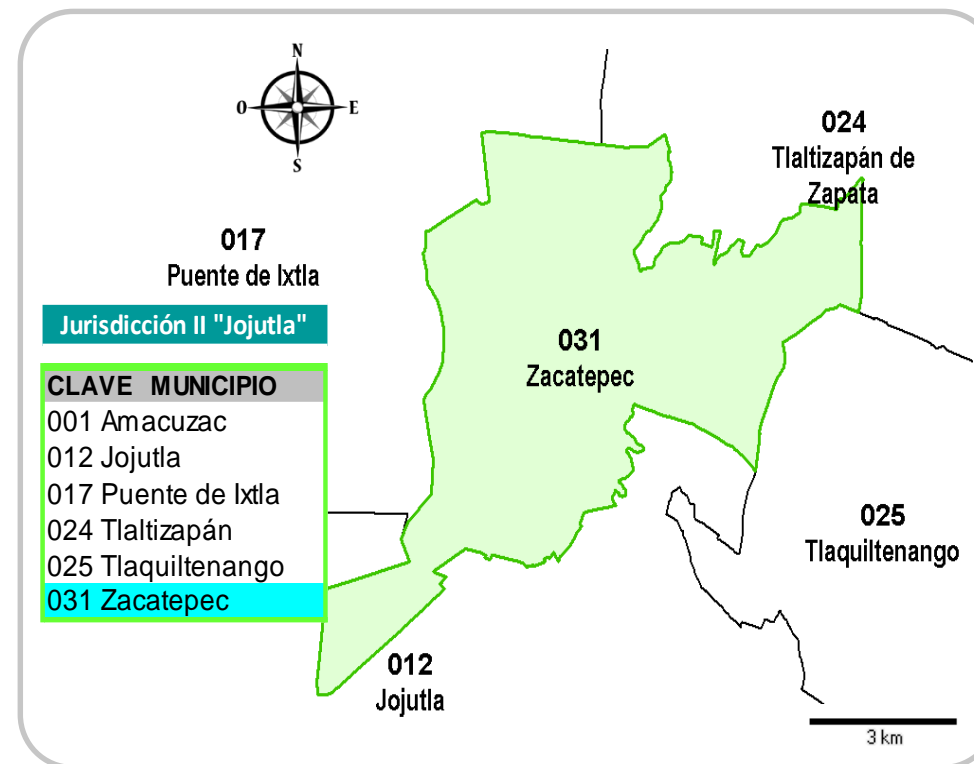 N
O
E
S
024
Tlaltizapán de
Zapata
017
Puente de Ixtla
Jurisdicción II "Jojutla"
CLAVE MUNICIPIO
001 Amacuzac
012 Jojutla
017 Puente de Ixtla
024 Tlaltizapán
025 Tlaquiltenango
031 Zacatepec
031
Zacatepec
025
Tlaquiltenango
012
Jojutla
3 km